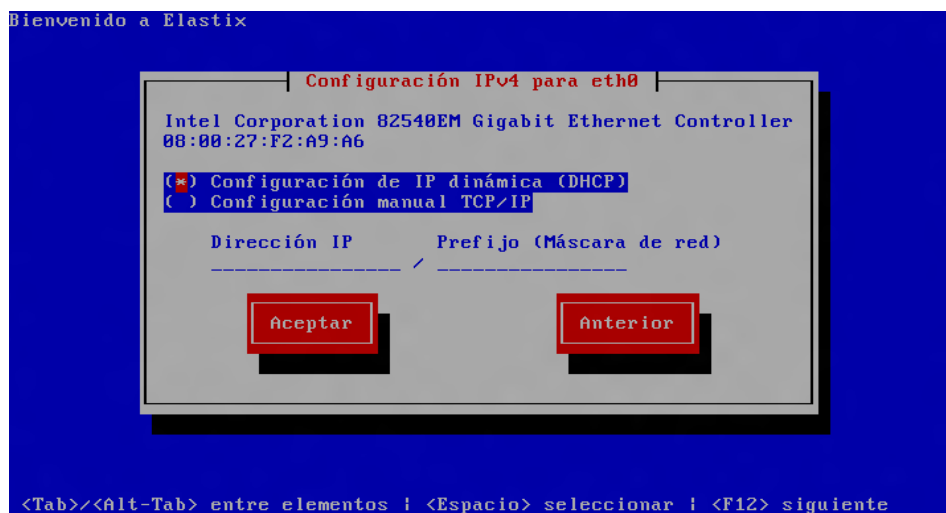 Bienvenido a Elastix
Configuración IPv4 para eth0
Intel Corporation 82540EM Gigabit Ethernet Controller
08:00:27:F2:A9:A6
(*) Configuración de IP dinámica (DHCP)
( ) Configuración manual TCP/IP
Dirección IP Prefijo (Máscara de red)
________________ / ________________
Aceptar Anterior
<Tab>/<Alt-Tab> entre elementos ¦ <Espacio> seleccionar ¦ <F12> siguiente